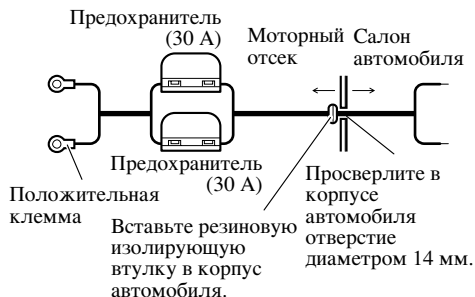 Предохранитель
(30 А)
Моторный
отсек
Салон
автомобиля
Предохранитель
(30 А)
Положительная
клемма
Вставьте резиновую
изолирующую
втулку в корпус
автомобиля.
Просверлите в
корпусе
автомобиля
отверстие
диаметром 14 мм.